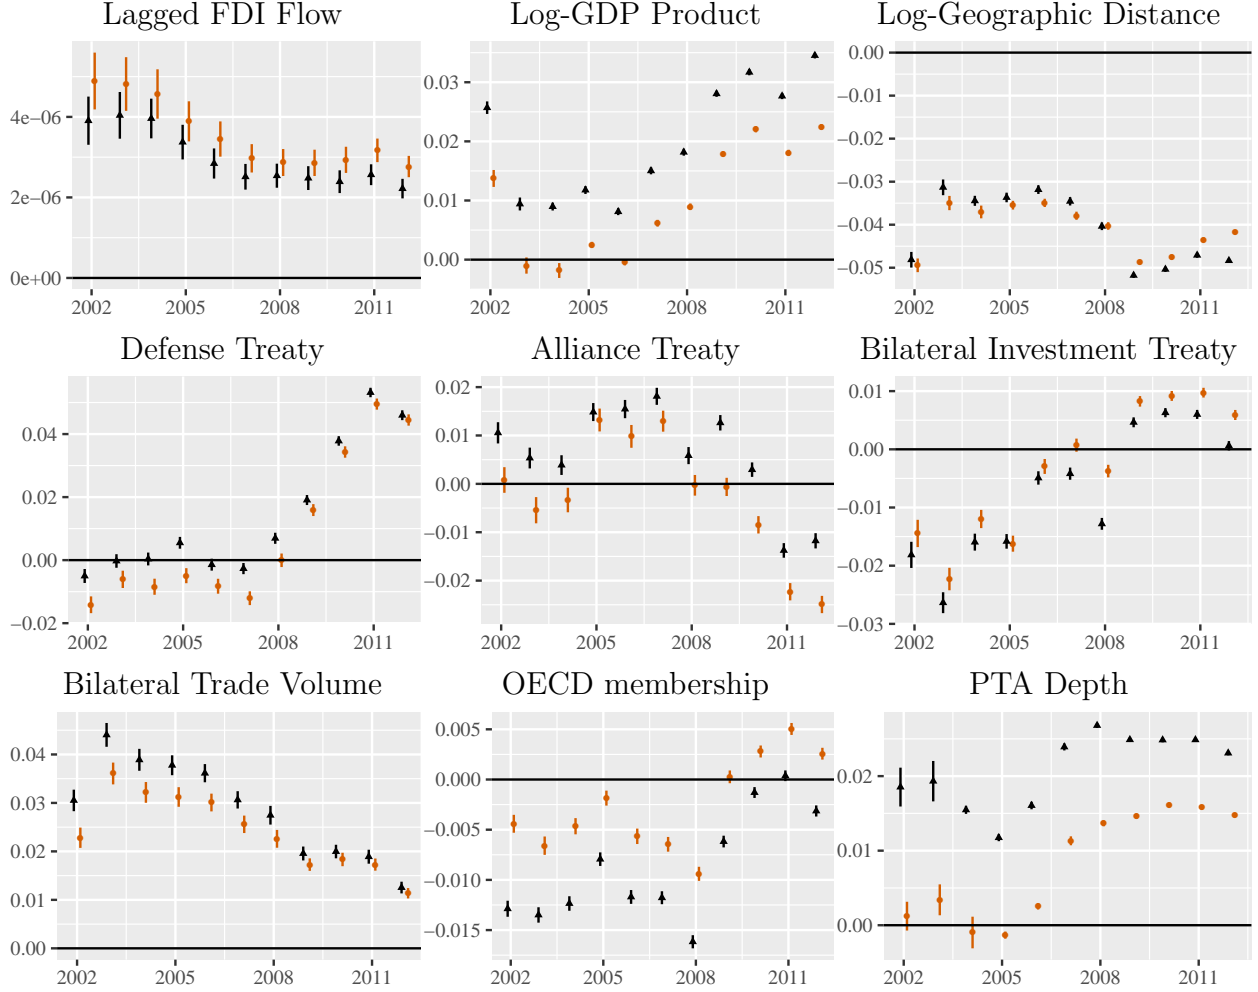 Lagged FDI Flow
4e−06
2e−06
0e+00
2002 2005 2008 2011
Log-GDP Product
0.03
0.02
0.01
0.00
2002 2005 2008 2011
Log-Geographic Distance
0.00
−0.01
−0.02
−0.03
−0.04
−0.05
2002 2005 2008 2011
Defense Treaty
0.04
0.02
0.00
−0.02
2002 2005 2008 2011
Alliance Treaty
0.02
0.01
0.00
−0.01
−0.02
2002 2005 2008 2011
Bilateral Investment Treaty
0.01
0.00
−0.01
−0.02
−0.03
2002 2005 2008 2011
Bilateral Trade Volume
0.04
0.03
0.02
0.01
0.00
2002 2005 2008 2011
OECD membership
0.005
0.000
−0.005
−0.010
−0.015
2002 2005 2008 2011
PTA Depth
0.02
0.01
0.00
2002 2005 2008 2011